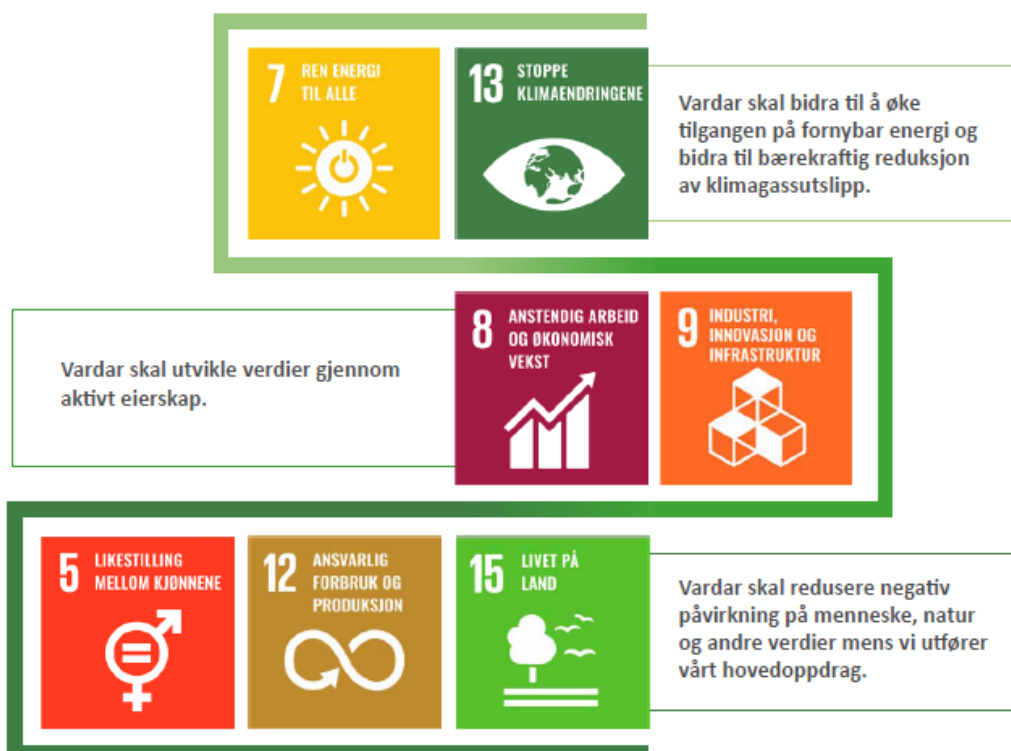 7 REN ENERGI
TIL ALLE
13 STOPPE
KLIMAENDRINGENE
Vardar skal bidra til å øke
tilgangen på fornybar energi og
bidra til bærekraftig reduksjon
av klimagassutslipp.
Vardar skal utvikle verdier gjennom
aktivt eierskap.
8 ANSTENDIG ARBEID
OG ØKONOMISK
VEKST
9 INDUSTRI,
INNOVASJON OG
INFRASTRUKTUR
5 LIKESTILLING
MELLOM KJØNNENE
12 ANSVARLIG
FORBRUK OG
PRODUKSJON
15 LIVET PÅ
LAND
Vardar skal redusere negativ
påvirkning på menneske, natur
og andre verdier mens vi utfører
vårt hovedoppdrag.